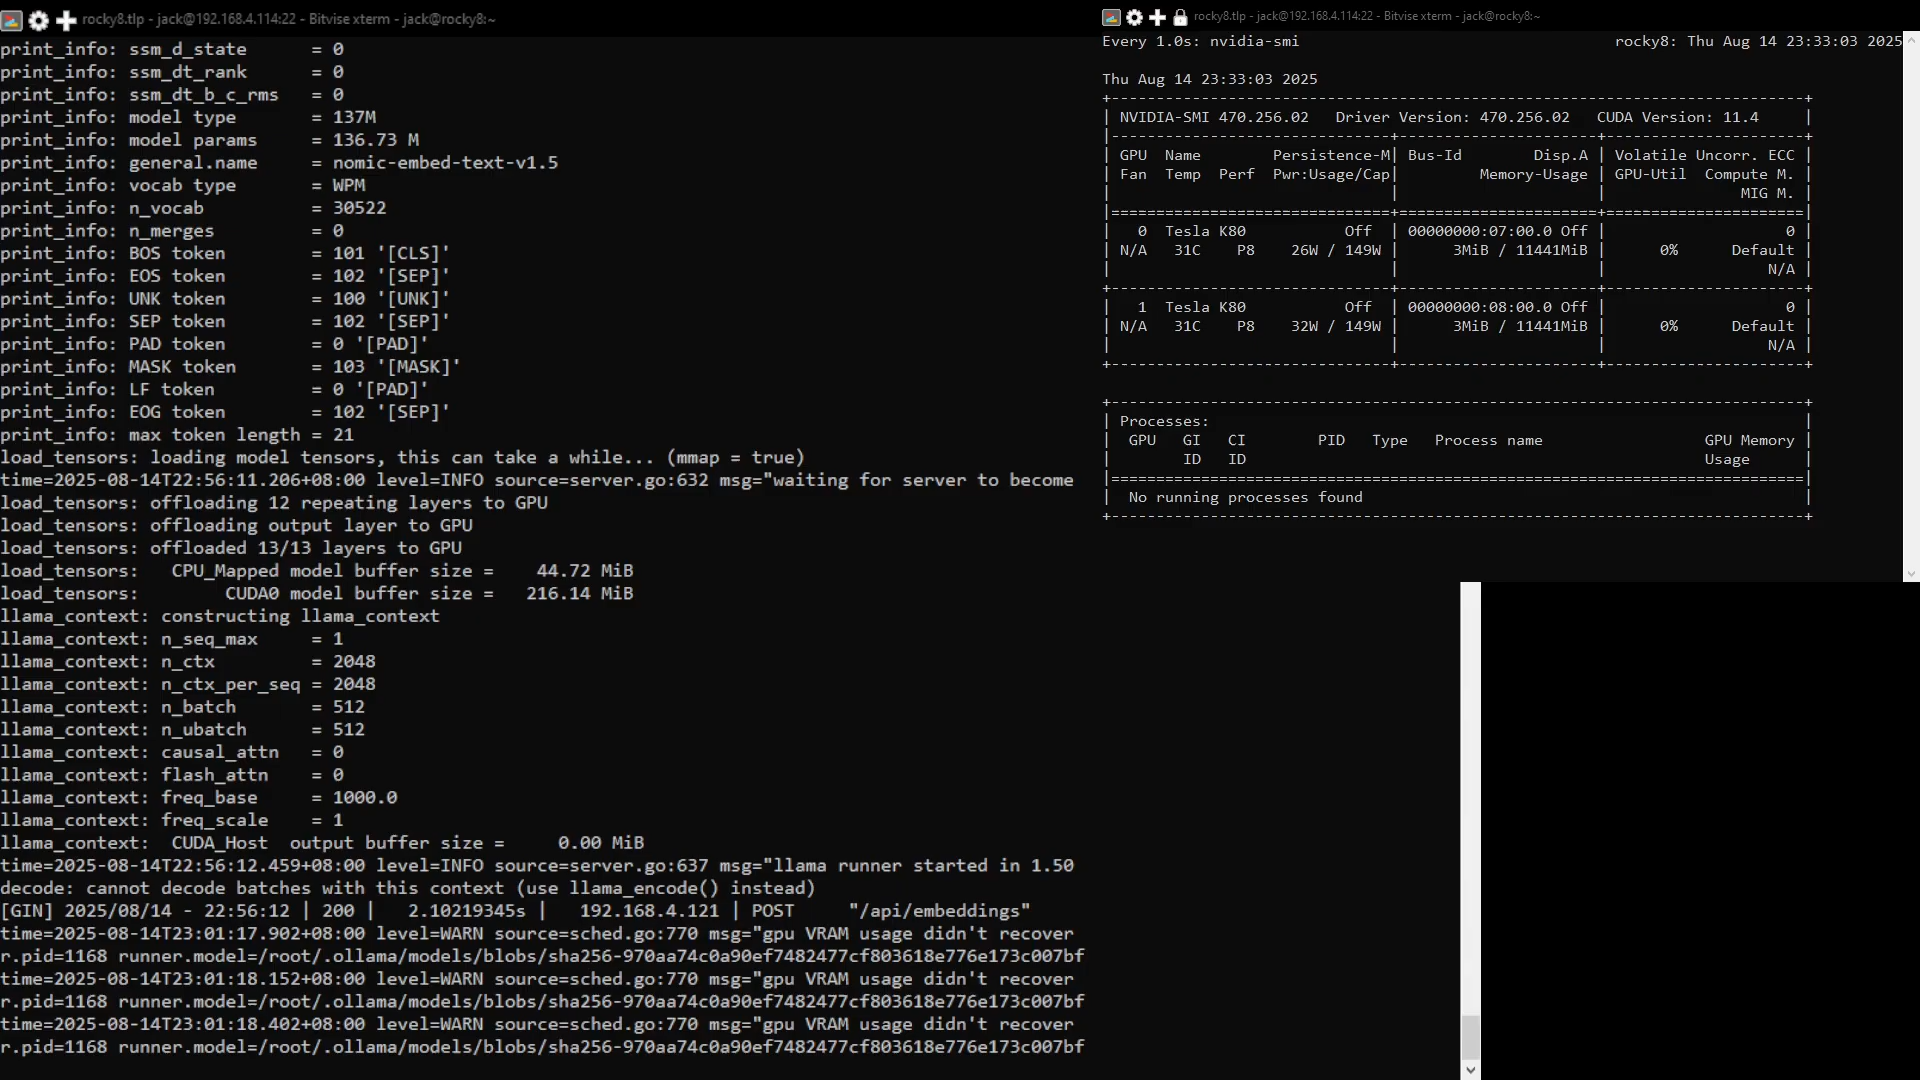 rocky8.tlp - jack@192.168.4.114:22 - Bitvise xterm - jack@rocky8:~
print_info: ssm_d_state      = 0
print_info: ssm_dt_rank      = 0
print_info: ssm_dt_b_c_rms   = 0
print_info: model type       = 137M
print_info: model params     = 136.73 M
print_info: general.name     = nomic-embed-text-v1.5
print_info: vocab type       = WPM
print_info: n_vocab          = 30522
print_info: n_merges         = 0
print_info: BOS token        = 101 '[CLS]'
print_info: EOS token        = 102 '[SEP]'
print_info: UNK token        = 100 '[UNK]'
print_info: SEP token        = 102 '[SEP]'
print_info: PAD token        = 0 '[PAD]'
print_info: MASK token       = 103 '[MASK]'
print_info: LF token         = 0 '[PAD]'
print_info: EOG token        = 102 '[SEP]'
print_info: max token length = 21
load_tensors: loading model tensors, this can take a while... (mmap = true)
time=2025-08-14T22:56:11.206+08:00 level=INFO source=server.go:632 msg="waiting for server to become
load_tensors: offloading 12 repeating layers to GPU
load_tensors: offloading output layer to GPU
load_tensors: offloaded 13/13 layers to GPU
load_tensors:   CPU_Mapped model buffer size =    44.72 MiB
load_tensors:        CUDA0 model buffer size =   216.14 MiB
llama_context: constructing llama_context
llama_context: n_seq_max     = 1
llama_context: n_ctx         = 2048
llama_context: n_ctx_per_seq = 2048
llama_context: n_batch       = 512
llama_context: n_ubatch      = 512
llama_context: causal_attn   = 0
llama_context: flash_attn    = 0
llama_context: freq_base     = 1000.0
llama_context: freq_scale    = 1
llama_context:  CUDA_Host  output buffer size =     0.00 MiB
time=2025-08-14T22:56:12.459+08:00 level=INFO source=server.go:637 msg="llama runner started in 1.50
decode: cannot decode batches with this context (use llama_encode() instead)
[GIN] 2025/08/14 - 22:56:12 | 200 |   2.10219345s |   192.168.4.121 | POST     "/api/embeddings"
time=2025-08-14T23:01:17.902+08:00 level=WARN source=sched.go:770 msg="gpu VRAM usage didn't recover
r.pid=1168 runner.model=/root/.ollama/models/blobs/sha256-970aa74c0a90ef7482477cf803618e776e173c007bf
time=2025-08-14T23:01:18.152+08:00 level=WARN source=sched.go:770 msg="gpu VRAM usage didn't recover
r.pid=1168 runner.model=/root/.ollama/models/blobs/sha256-970aa74c0a90ef7482477cf803618e776e173c007bf
time=2025-08-14T23:01:18.402+08:00 level=WARN source=sched.go:770 msg="gpu VRAM usage didn't recover
r.pid=1168 runner.model=/root/.ollama/models/blobs/sha256-970aa74c0a90ef7482477cf803618e776e173c007bf
rocky8.tlp - jack@192.168.4.114:22 - Bitvise xterm - jack@rocky8:~
Every 1.0s: nvidia-smi                                   rocky8: Thu Aug 14 23:33:03 2025
Thu Aug 14 23:33:03 2025
| NVIDIA-SMI 470.256.02   Driver Version: 470.256.02   CUDA Version: 11.4     |
| GPU  Name        Persistence-M| Bus-Id        Disp.A | Volatile Uncorr. ECC |
| Fan  Temp  Perf  Pwr:Usage/Cap|         Memory-Usage | GPU-Util  Compute M. |
|                               |                      |               MIG M. |
|   0  Tesla K80           Off  | 00000000:07:00.0 Off |                    0 |
| N/A   31C    P8    26W / 149W |      3MiB / 11441MiB |      0%      Default |
|                               |                      |                  N/A |
|   1  Tesla K80           Off  | 00000000:08:00.0 Off |                    0 |
| N/A   31C    P8    32W / 149W |      3MiB / 11441MiB |      0%      Default |
|                               |                      |                  N/A |
| Processes:                                                                  |
|  GPU   GI   CI        PID   Type   Process name                  GPU Memory |
|        ID   ID                                                   Usage      |
|  No running processes found                                                 |